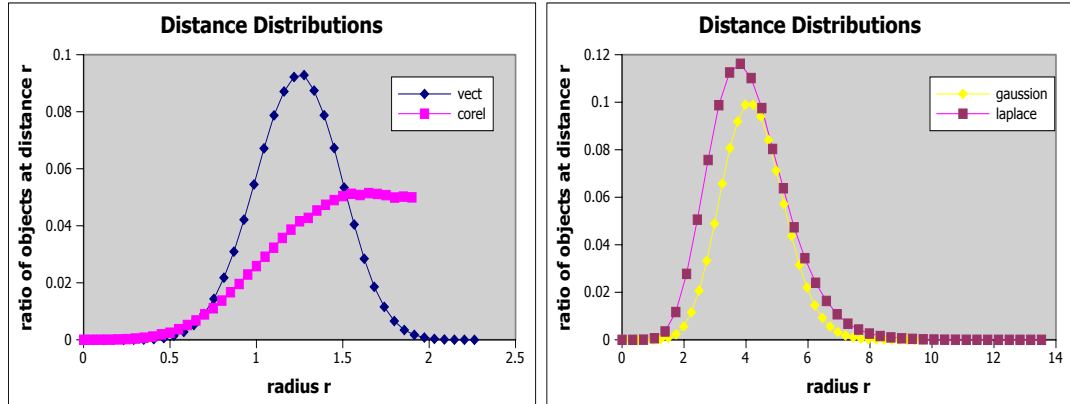 Distance Distributions
ratio of objects at distance r
0.1
0.08
0.06
0.04
0.02
0
0 0.5 1 1.5 2 2.5
radius r
vect
corel
Distance Distributions
ratio of objects at distance r
0.12
0.1
0.08
0.06
0.04
0.02
0
0 2 4 6 8 10 12 14
radius r
gaussion
laplace